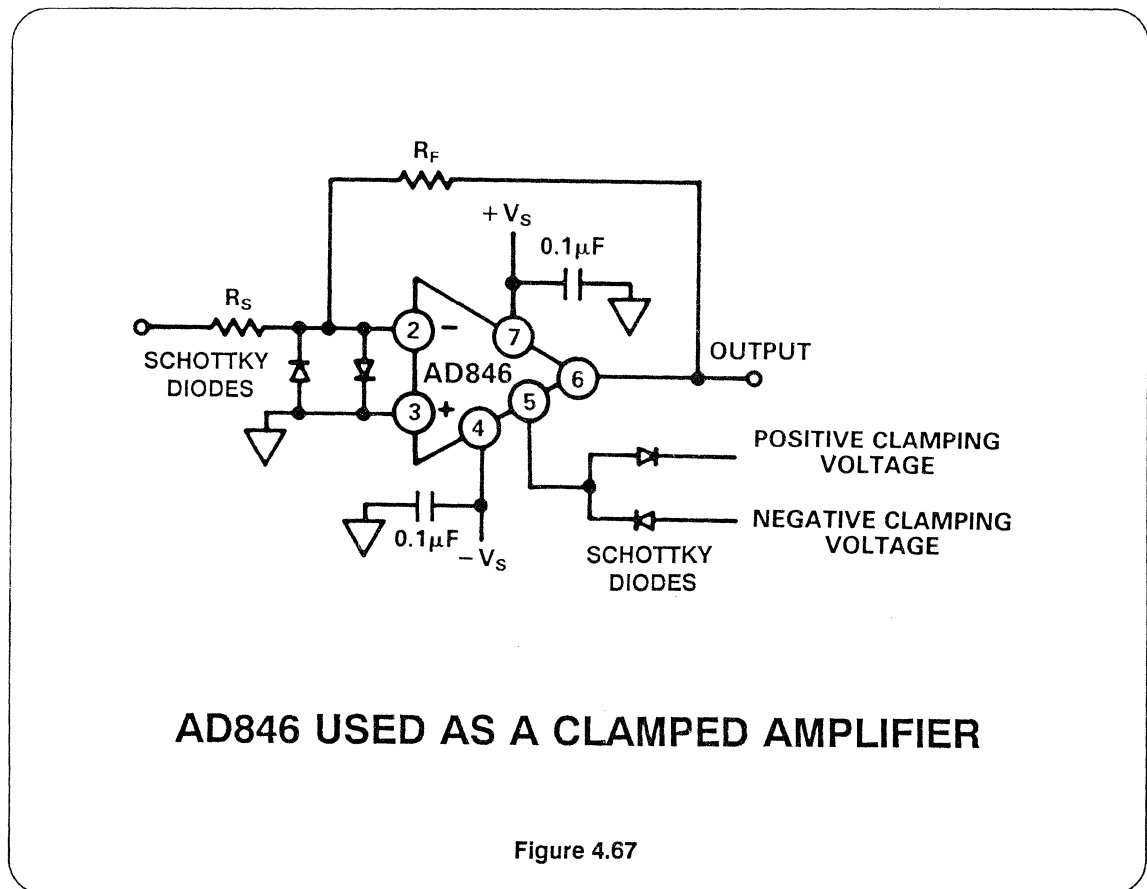 R_F
+V_S
0.1μF
R_S
2
−
7
SCHOTTKY
DIODES
AD846
6
OUTPUT
5
3
+
4
POSITIVE CLAMPING
VOLTAGE
0.1μF
−V_S
NEGATIVE CLAMPING
VOLTAGE
SCHOTTKY
DIODES
AD846 USED AS A CLAMPED AMPLIFIER
Figure 4.67